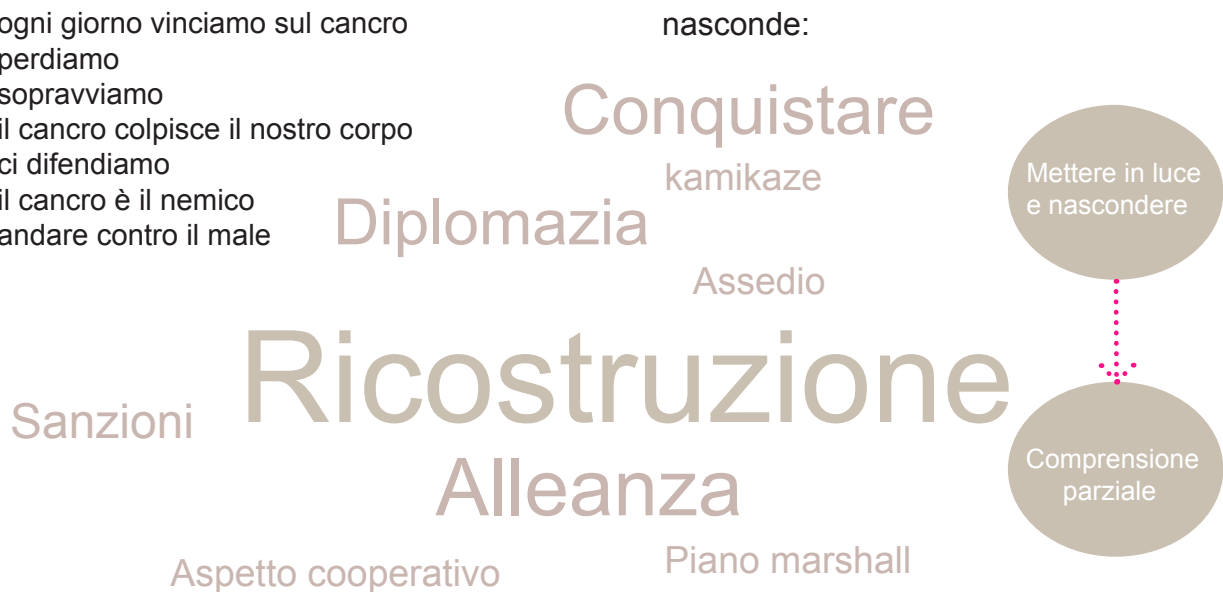 ogni giorno vinciamo sul cancro
perdiamo
sopravviamo
il cancro colpisce il nostro corpo
ci difendiamo
il cancro è il nemico
andare contro il male
nasconde:
Conquistare
kamikaze
Diplomazia
Assedio
Ricostruzione
Sanzioni
Alleanza
Aspetto cooperativo
Piano marshall
Mettere in luce
e nascondere
Comprensione
parziale